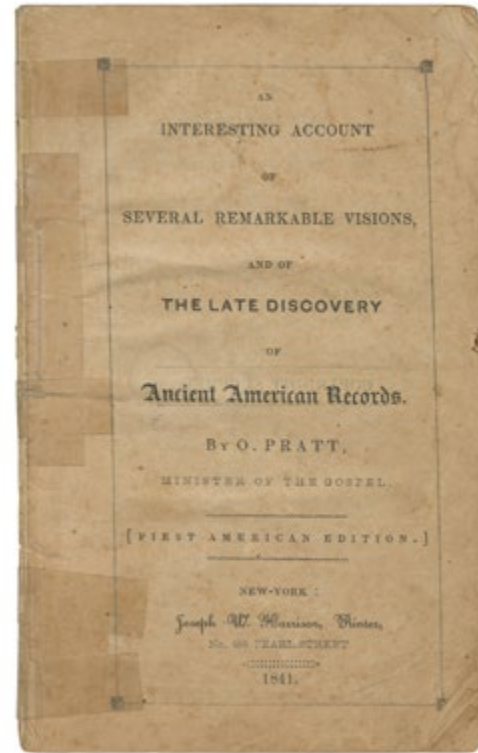 AN
INTERESTING ACCOUNT
OF
SEVERAL REMARKABLE VISIONS,
AND OF
THE LATE DISCOVERY
OF
Ancient American Records.
BY O. PRATT,
MINISTER OF THE GOSPEL.
[FIRST AMERICAN EDITION.]
NEW-YORK:
Joseph W. Harrison, Printer,
No. PEARL STREET
1841.